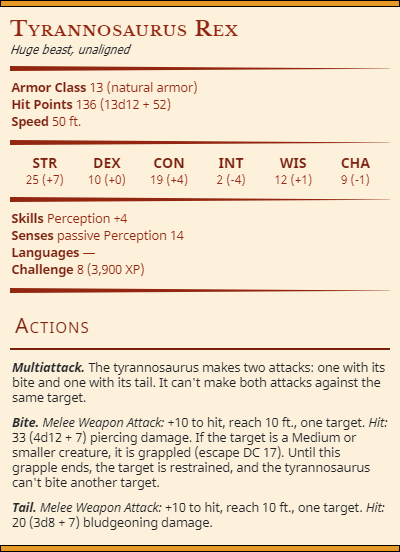 Tyrannosaurus Rex
Huge beast, unaligned
Armor Class 13 (natural armor)
Hit Points 136 (13d12 + 52)
Speed 50 ft.
STR DEX CON INT WIS CHA
25 (+7) 10 (+0) 19 (+4) 2 (-4) 12 (+1) 9 (-1)
Skills Perception +4
Senses passive Perception 14
Languages —
Challenge 8 (3,900 XP)
Actions
Multiattack. The tyrannosaurus makes two attacks: one with its
bite and one with its tail. It can't make both attacks against the
same target.
Bite. Melee Weapon Attack: +10 to hit, reach 10 ft., one target. Hit:
33 (4d12 + 7) piercing damage. If the target is a Medium or
smaller creature, it is grappled (escape DC 17). Until this
grapple ends, the target is restrained, and the tyrannosaurus
can't bite another target.
Tail. Melee Weapon Attack: +10 to hit, reach 10 ft., one target. Hit:
20 (3d8 + 7) bludgeoning damage.